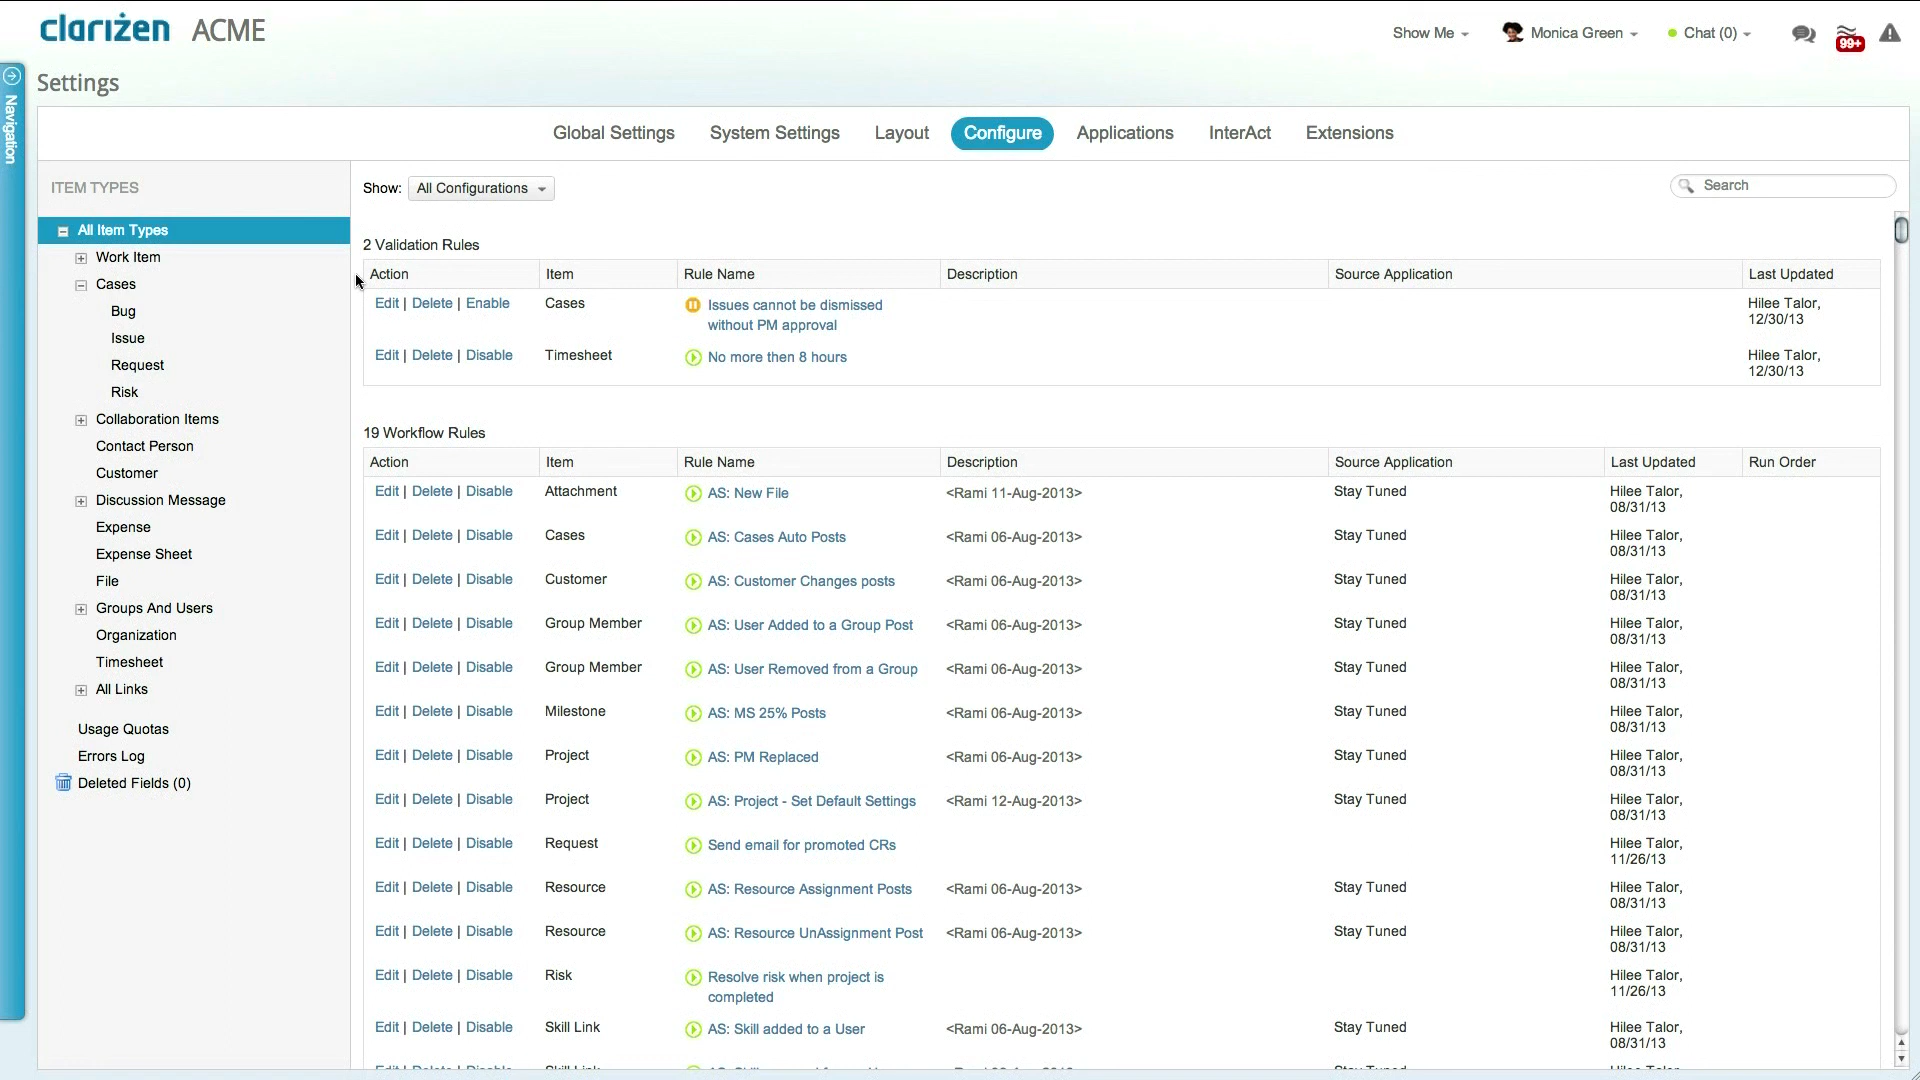 clarizen ACME
Show Me
Monica Green
Chat (0)
99+
Navigation
Settings
Global Settings System Settings Layout Configure Applications InterAct Extensions
ITEM TYPES
All Item Types
Work Item
Cases
Bug
Issue
Request
Risk
Collaboration Items
Contact Person
Customer
Discussion Message
Expense
Expense Sheet
File
Groups And Users
Organization
Timesheet
All Links
Usage Quotas
Errors Log
Deleted Fields (0)
Show: All Configurations
Search
2 Validation Rules
Action Item Rule Name Description Source Application Last Updated
Edit | Delete | Enable Cases Issues cannot be dismissed Hilee Talor,
without PM approval 12/30/13
Edit | Delete | Disable Timesheet No more then 8 hours Hilee Talor,
12/30/13
19 Workflow Rules
Action Item Rule Name Description Source Application Last Updated Run Order
Edit | Delete | Disable Attachment AS: New File <Rami 11-Aug-2013> Stay Tuned Hilee Talor,
08/31/13
Edit | Delete | Disable Cases AS: Cases Auto Posts <Rami 06-Aug-2013> Stay Tuned Hilee Talor,
08/31/13
Edit | Delete | Disable Customer AS: Customer Changes posts <Rami 06-Aug-2013> Stay Tuned Hilee Talor,
08/31/13
Edit | Delete | Disable Group Member AS: User Added to a Group Post <Rami 06-Aug-2013> Stay Tuned Hilee Talor,
08/31/13
Edit | Delete | Disable Group Member AS: User Removed from a Group <Rami 06-Aug-2013> Stay Tuned Hilee Talor,
08/31/13
Edit | Delete | Disable Milestone AS: MS 25% Posts <Rami 06-Aug-2013> Stay Tuned Hilee Talor,
08/31/13
Edit | Delete | Disable Project AS: PM Replaced <Rami 06-Aug-2013> Stay Tuned Hilee Talor,
08/31/13
Edit | Delete | Disable Project AS: Project - Set Default Settings <Rami 12-Aug-2013> Stay Tuned Hilee Talor,
08/31/13
Edit | Delete | Disable Request Send email for promoted CRs Hilee Talor,
11/26/13
Edit | Delete | Disable Resource AS: Resource Assignment Posts <Rami 06-Aug-2013> Stay Tuned Hilee Talor,
08/31/13
Edit | Delete | Disable Resource AS: Resource UnAssignment Post <Rami 06-Aug-2013> Stay Tuned Hilee Talor,
08/31/13
Edit | Delete | Disable Risk Resolve risk when project is Hilee Talor,
completed 11/26/13
Edit | Delete | Disable Skill Link AS: Skill added to a User <Rami 06-Aug-2013> Stay Tuned Hilee Talor,
08/31/13